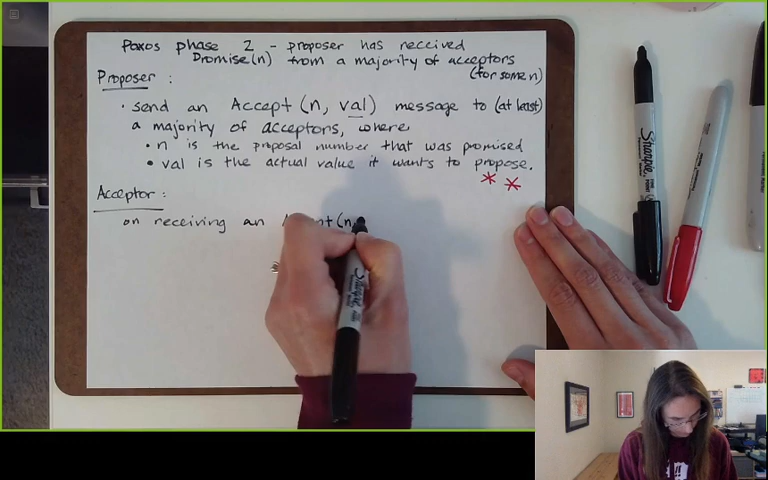 Paxos phase 2 - proposer has received
Promise(n) from a majority of acceptors
(for some n)
Proposer :
• send an Accept (n, val) message to (at least)
a majority of acceptors, where
• n is the proposal number that was promised
• val is the actual value it wants to propose.
* *
Acceptor :
on receiving an
Sharpie
Sharpie